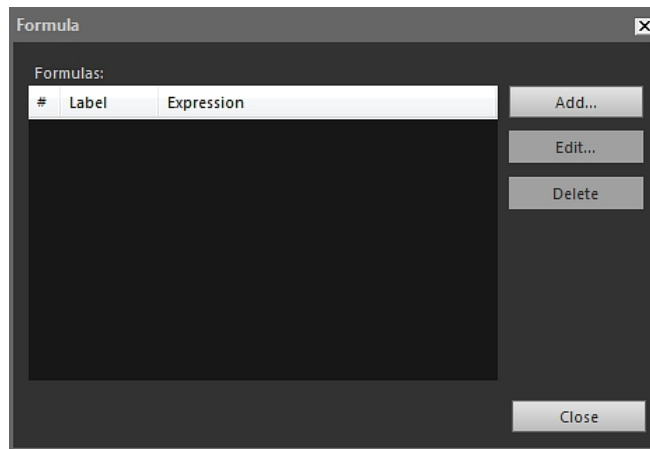 Formula
Formulas:
# Label Expression
Add...
Edit...
Delete
Close